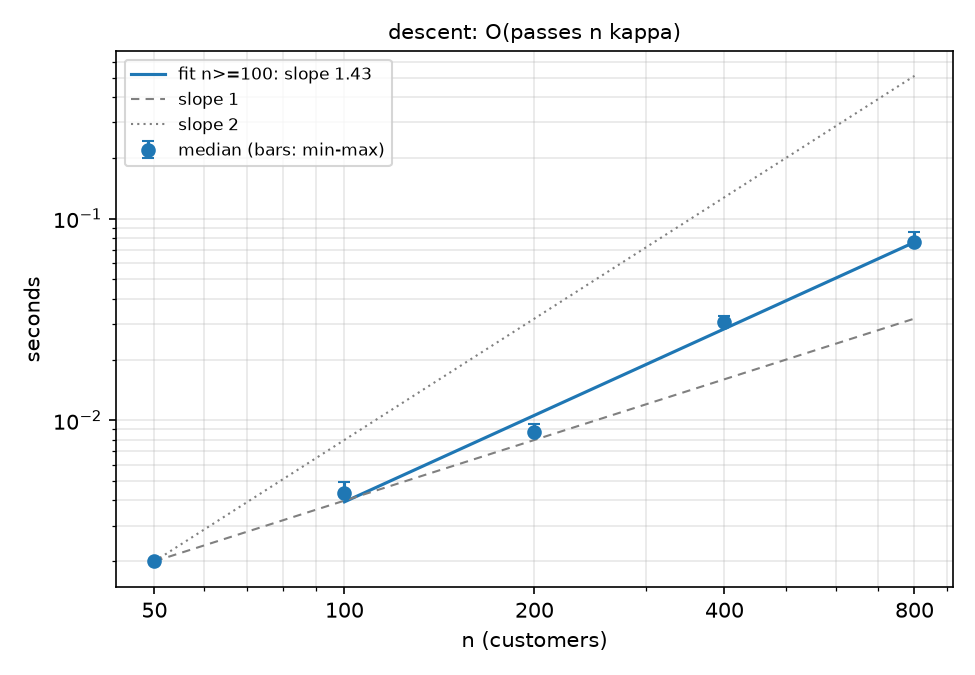 descent: O(passes n kappa)
fit n>=100: slope 1.43
slope 1
slope 2
median (bars: min-max)
10⁻¹
10⁻²
seconds
50 100 200 400 800
n (customers)